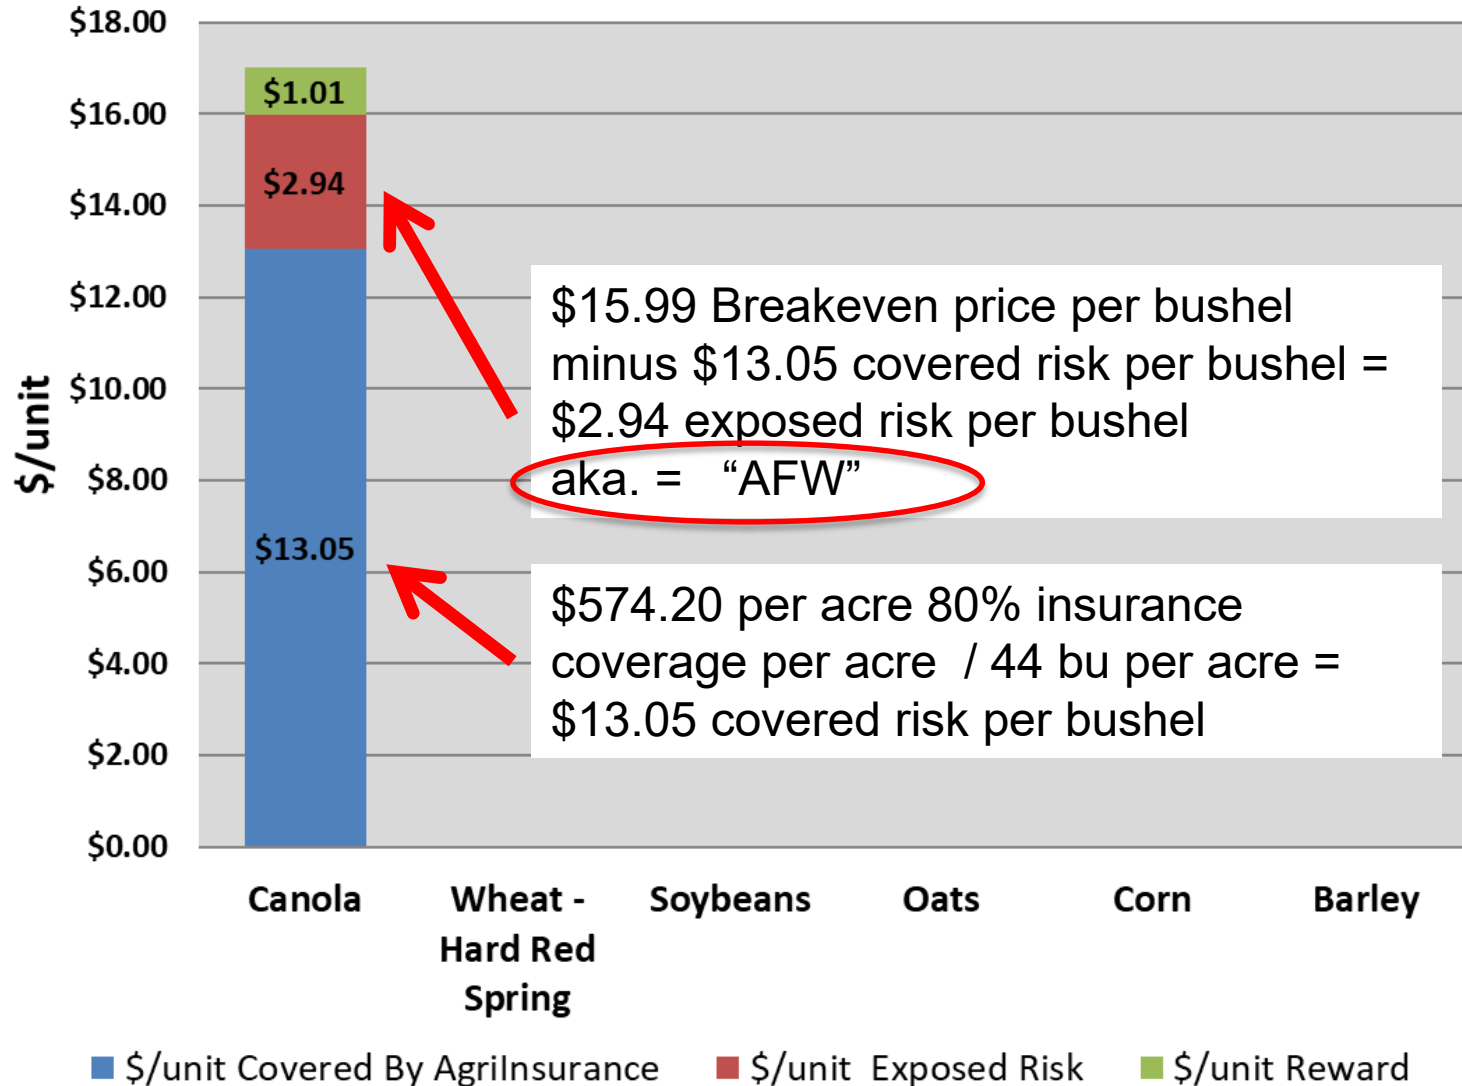 $18.00
$16.00
$14.00
$12.00
$10.00
$8.00
$6.00
$4.00
$2.00
$0.00
$/unit
$1.01
$2.94
$13.05
$15.99 Breakeven price per bushel
minus $13.05 covered risk per bushel =
$2.94 exposed risk per bushel
aka. = “AFW”
$574.20 per acre 80% insurance
coverage per acre / 44 bu per acre =
$13.05 covered risk per bushel
Canola
Wheat -
Hard Red
Spring
Soybeans
Oats
Corn
Barley
$/unit Covered By AgriInsurance
$/unit Exposed Risk
$/unit Reward